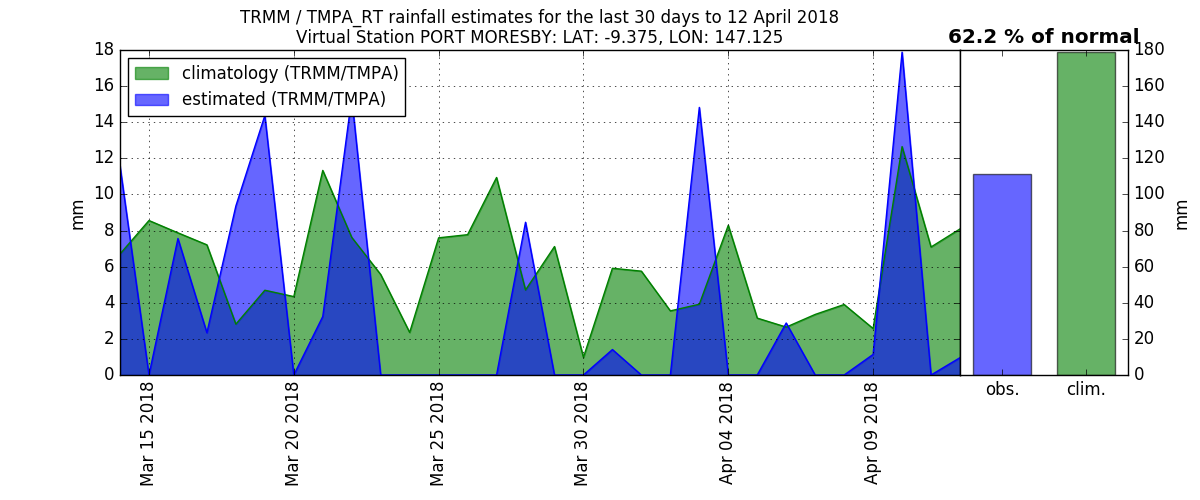 TRMM / TMPA_RT rainfall estimates for the last 30 days to 12 April 2018
Virtual Station PORT MORESBY: LAT: -9.375, LON: 147.125
62.2 % of normal
climatology (TRMM/TMPA)
estimated (TRMM/TMPA)
mm
18
16
14
12
10
8
6
4
2
0
Mar 15 2018
Mar 20 2018
Mar 25 2018
Mar 30 2018
Apr 04 2018
Apr 09 2018
obs.
clim.
180
160
140
120
100
80
60
40
20
0
mm